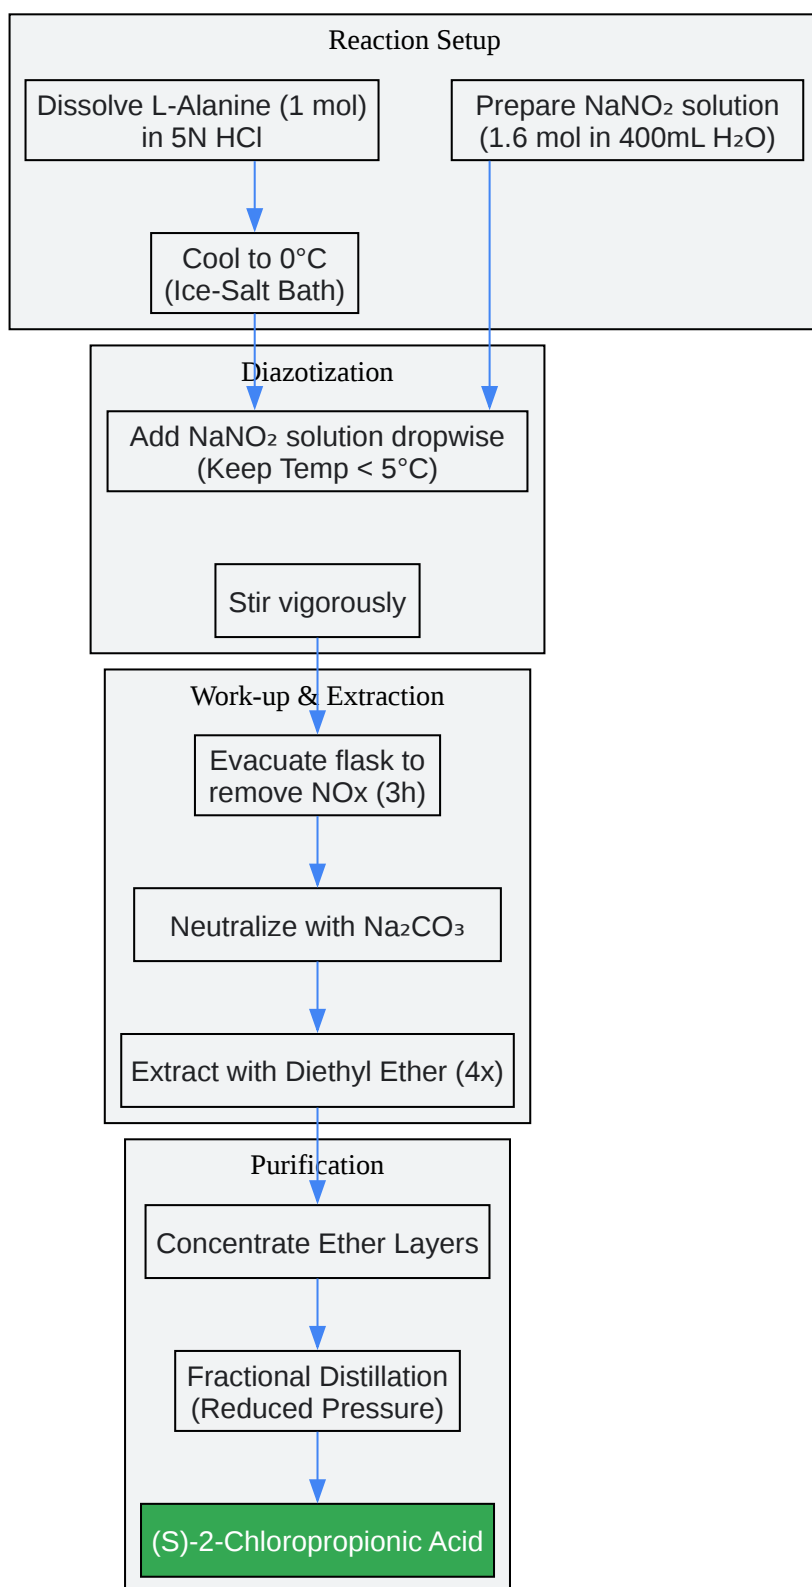 Reaction Setup
Dissolve L-Alanine (1 mol)
in 5N HCl
Prepare NaNO₂ solution
(1.6 mol in 400mL H₂O)
Cool to 0°C
(Ice-Salt Bath)
Diazotization
Add NaNO₂ solution dropwise
(Keep Temp < 5°C)
Stir vigorously
Work-up & Extraction
Evacuate flask to
remove NOx (3h)
Neutralize with Na₂CO₃
Extract with Diethyl Ether (4x)
Purification
Concentrate Ether Layers
Fractional Distillation
(Reduced Pressure)
(S)-2-Chloropropionic Acid